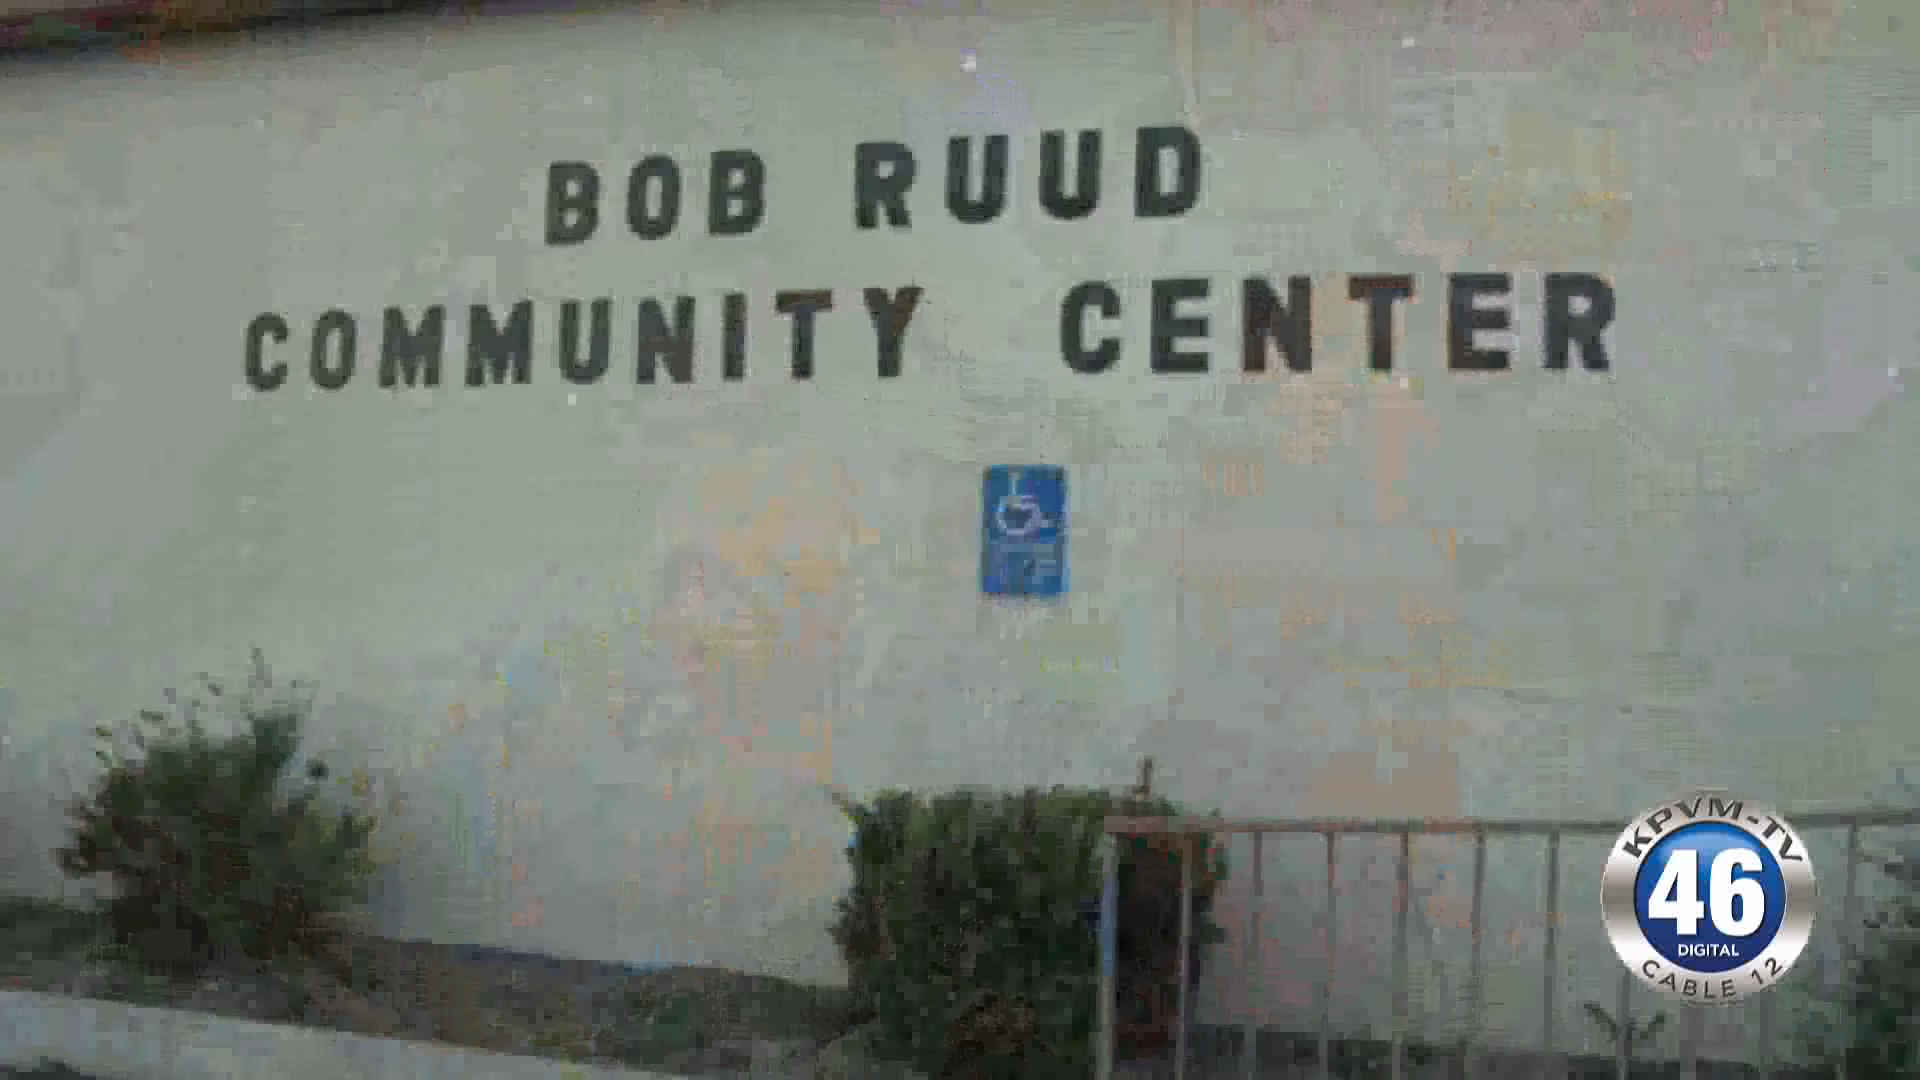 BOB RUUD
COMMUNITY CENTER
KPVM-TV
46
DIGITAL
CABLE 12